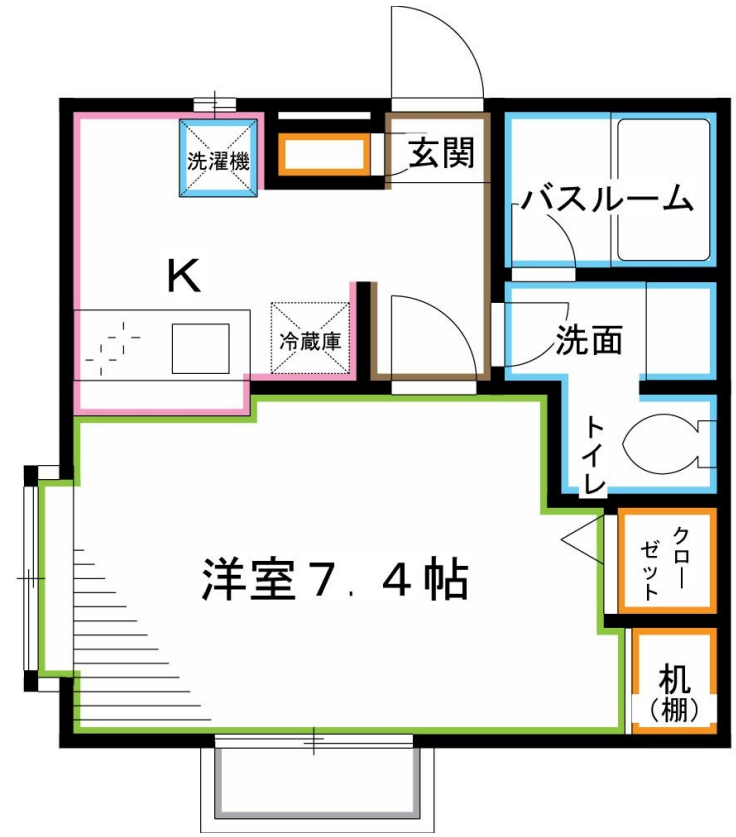 洗濯機
玄関
バスルーム
K
冷蔵庫
洗面
トイレ
洋室7.4帖
クロー
ゼット
机
(棚)